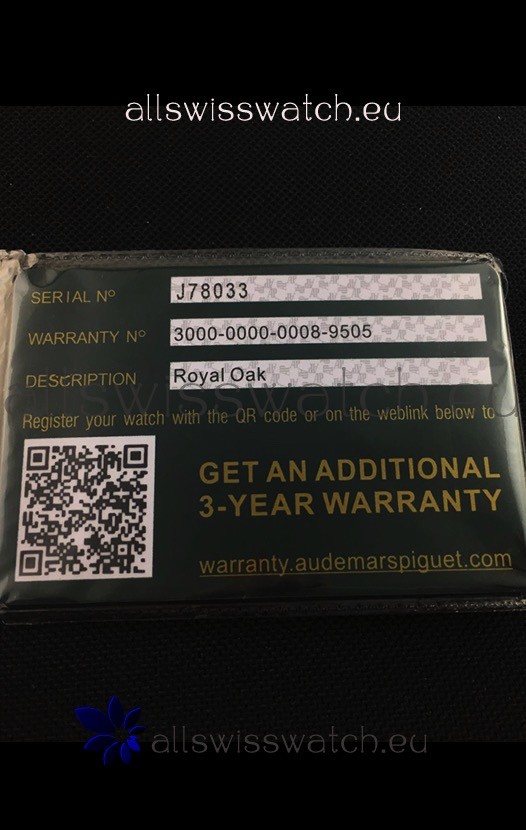 allswisswatch.eu
SERIAL Nº J78033
WARRANTY Nº 3000-0000-0008-9505
DESCRIPTION Royal Oak
allswisswatch.eu
Register your watch with the QR code or on the weblink below to
GET AN ADDITIONAL
3-YEAR WARRANTY
warranty.audemarspiguet.com
allswisswatch.eu